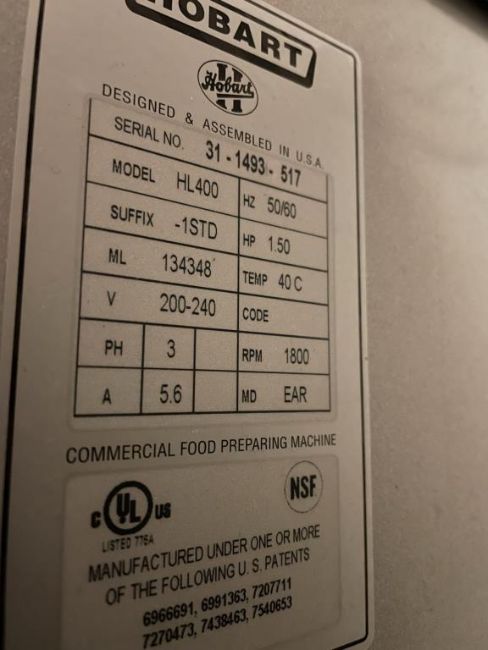 HOBART
Hobart
DESIGNED & ASSEMBLED IN U.S.A.
SERIAL NO. 31-1493-517
MODEL HL400 HZ 50/60
SUFFIX -1STD HP 1.50
ML 134348 TEMP 40 C
V 200-240 CODE
PH 3 RPM 1800
A 5.6 MD EAR
COMMERCIAL FOOD PREPARING MACHINE
C UL US NSF
LISTED 776A
MANUFACTURED UNDER ONE OR MORE
OF THE FOLLOWING U.S. PATENTS
6966691, 6991363, 7207711
7270473, 7438463, 7540653